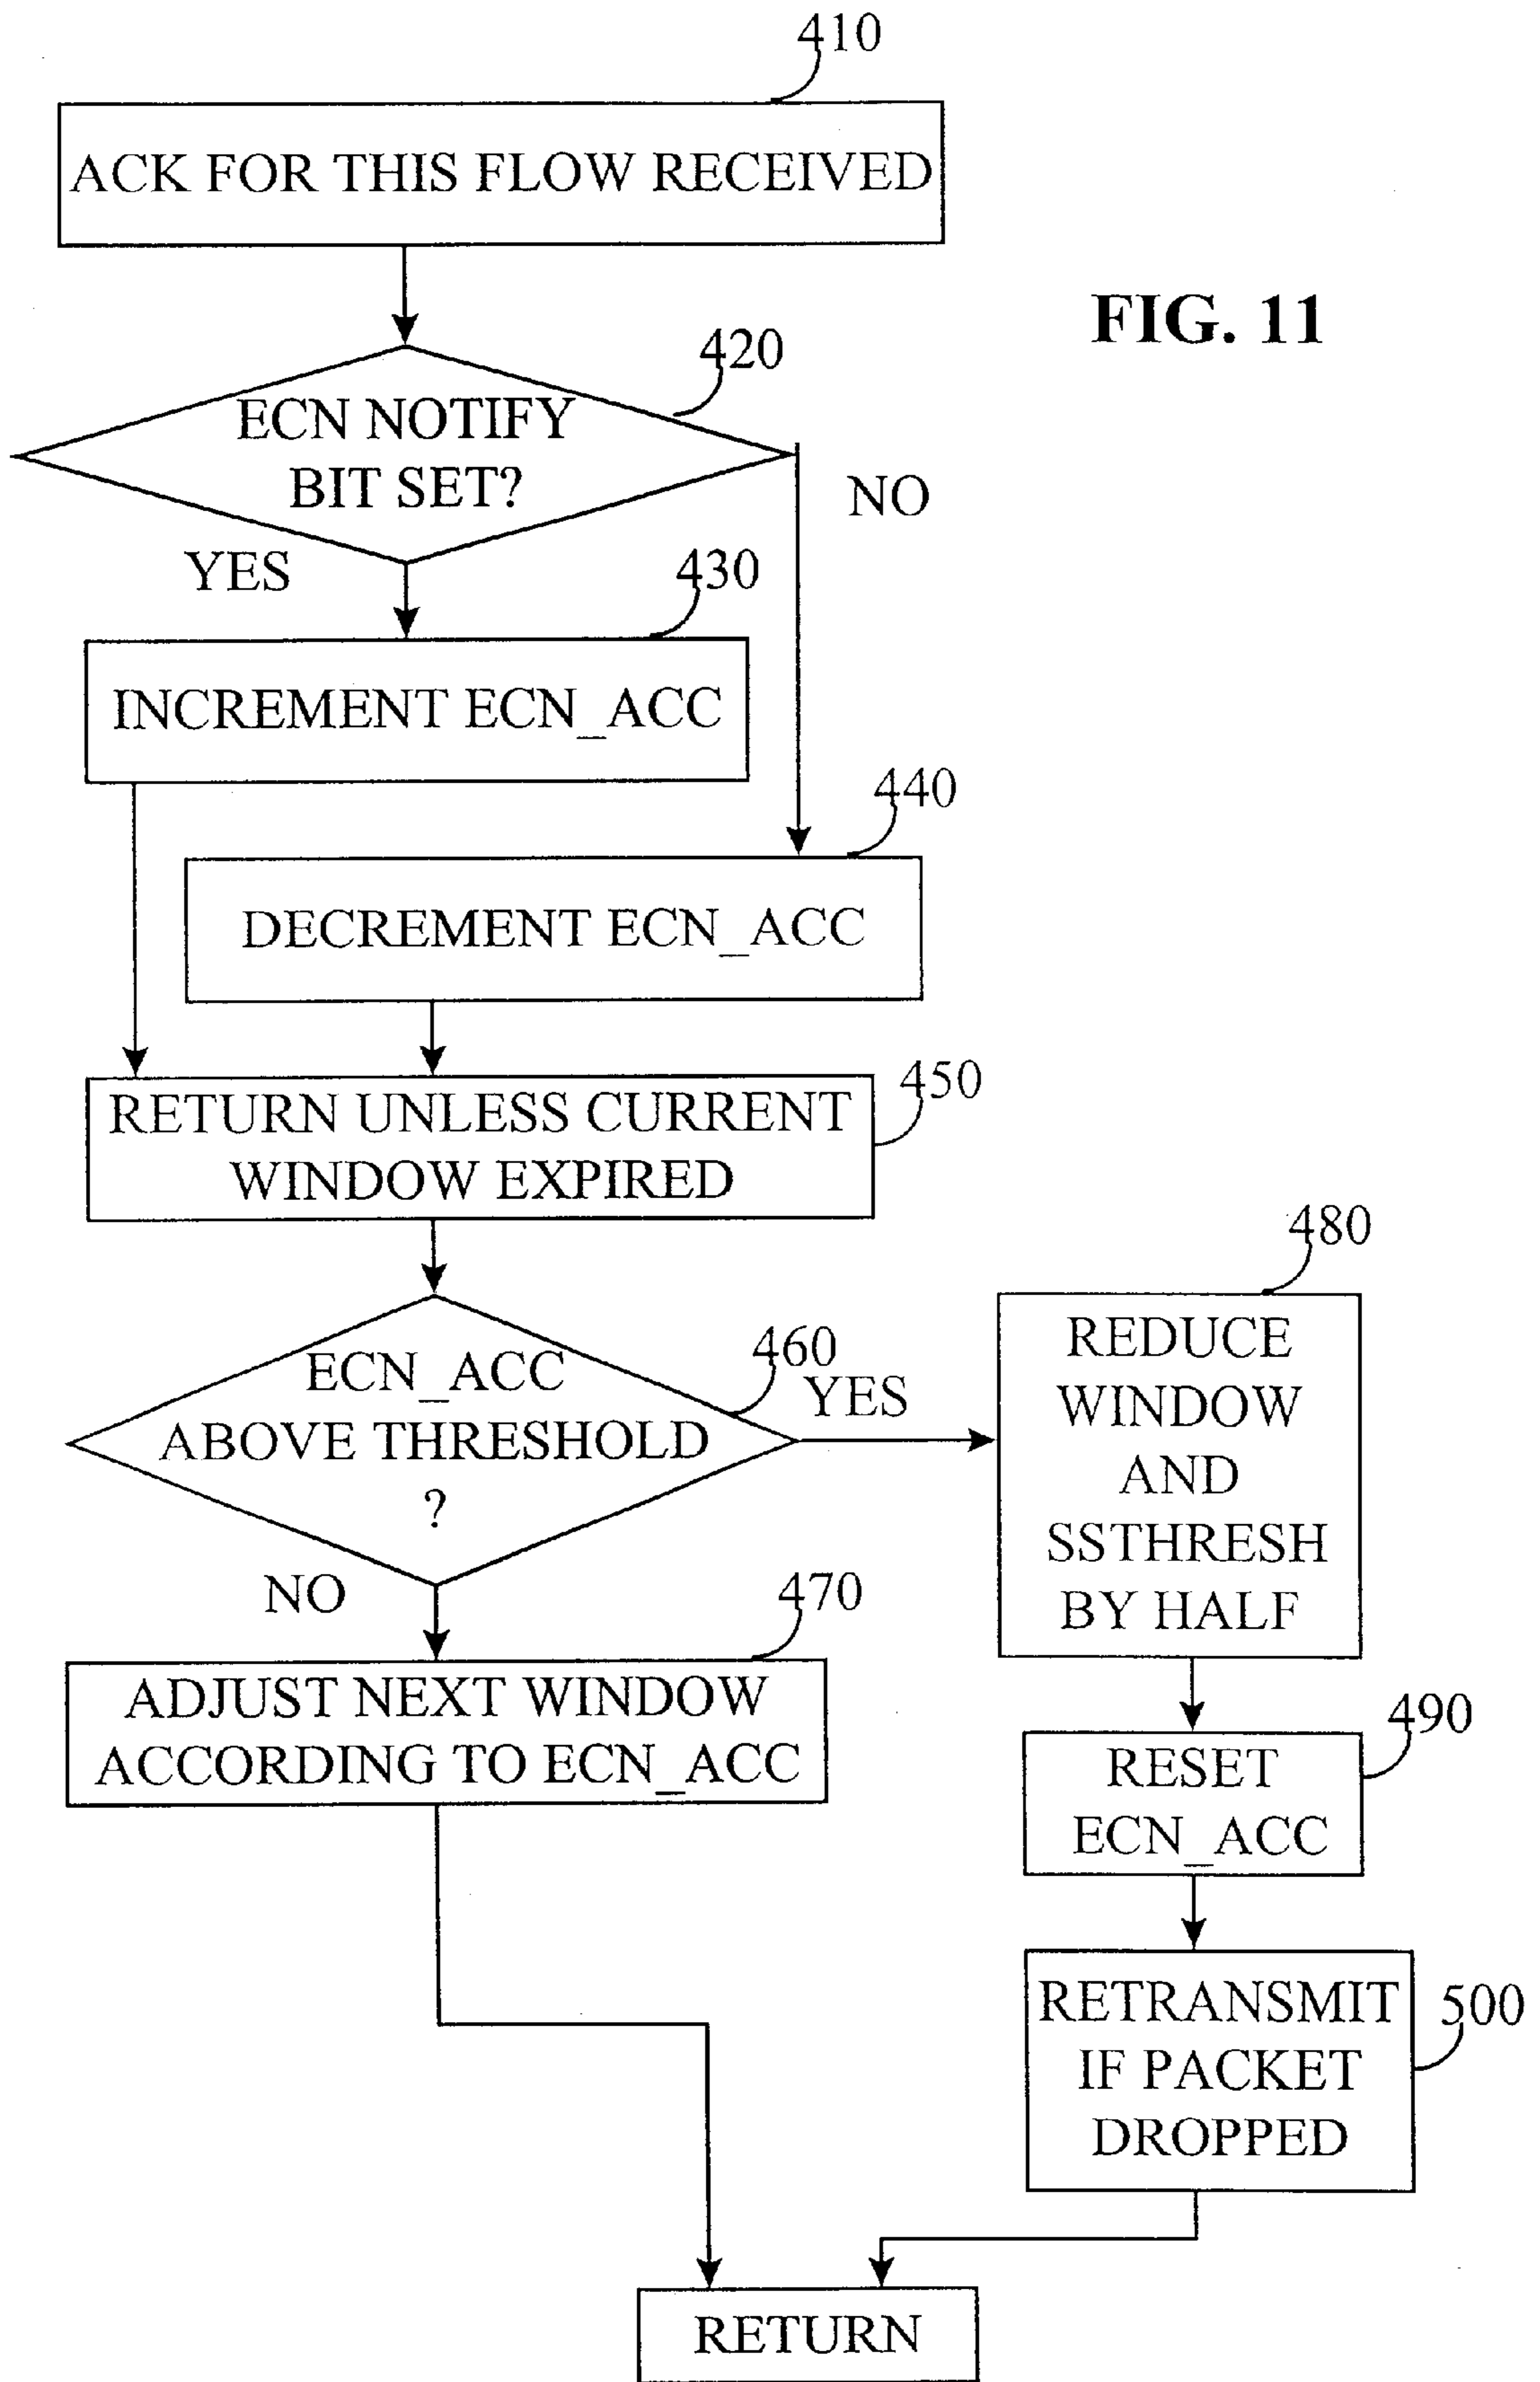 410
ACK FOR THIS FLOW RECEIVED
FIG. 11
420
ECN NOTIFY
BIT SET?
NO
YES
430
INCREMENT ECN_ACC
440
DECREMENT ECN_ACC
450
RETURN UNLESS CURRENT
WINDOW EXPIRED
460
ECN_ACC
ABOVE THRESHOLD
?
YES
NO
480
REDUCE
WINDOW
AND
SSTHRESH
BY HALF
470
ADJUST NEXT WINDOW
ACCORDING TO ECN_ACC
490
RESET
ECN_ACC
500
RETRANSMIT
IF PACKET
DROPPED
RETURN